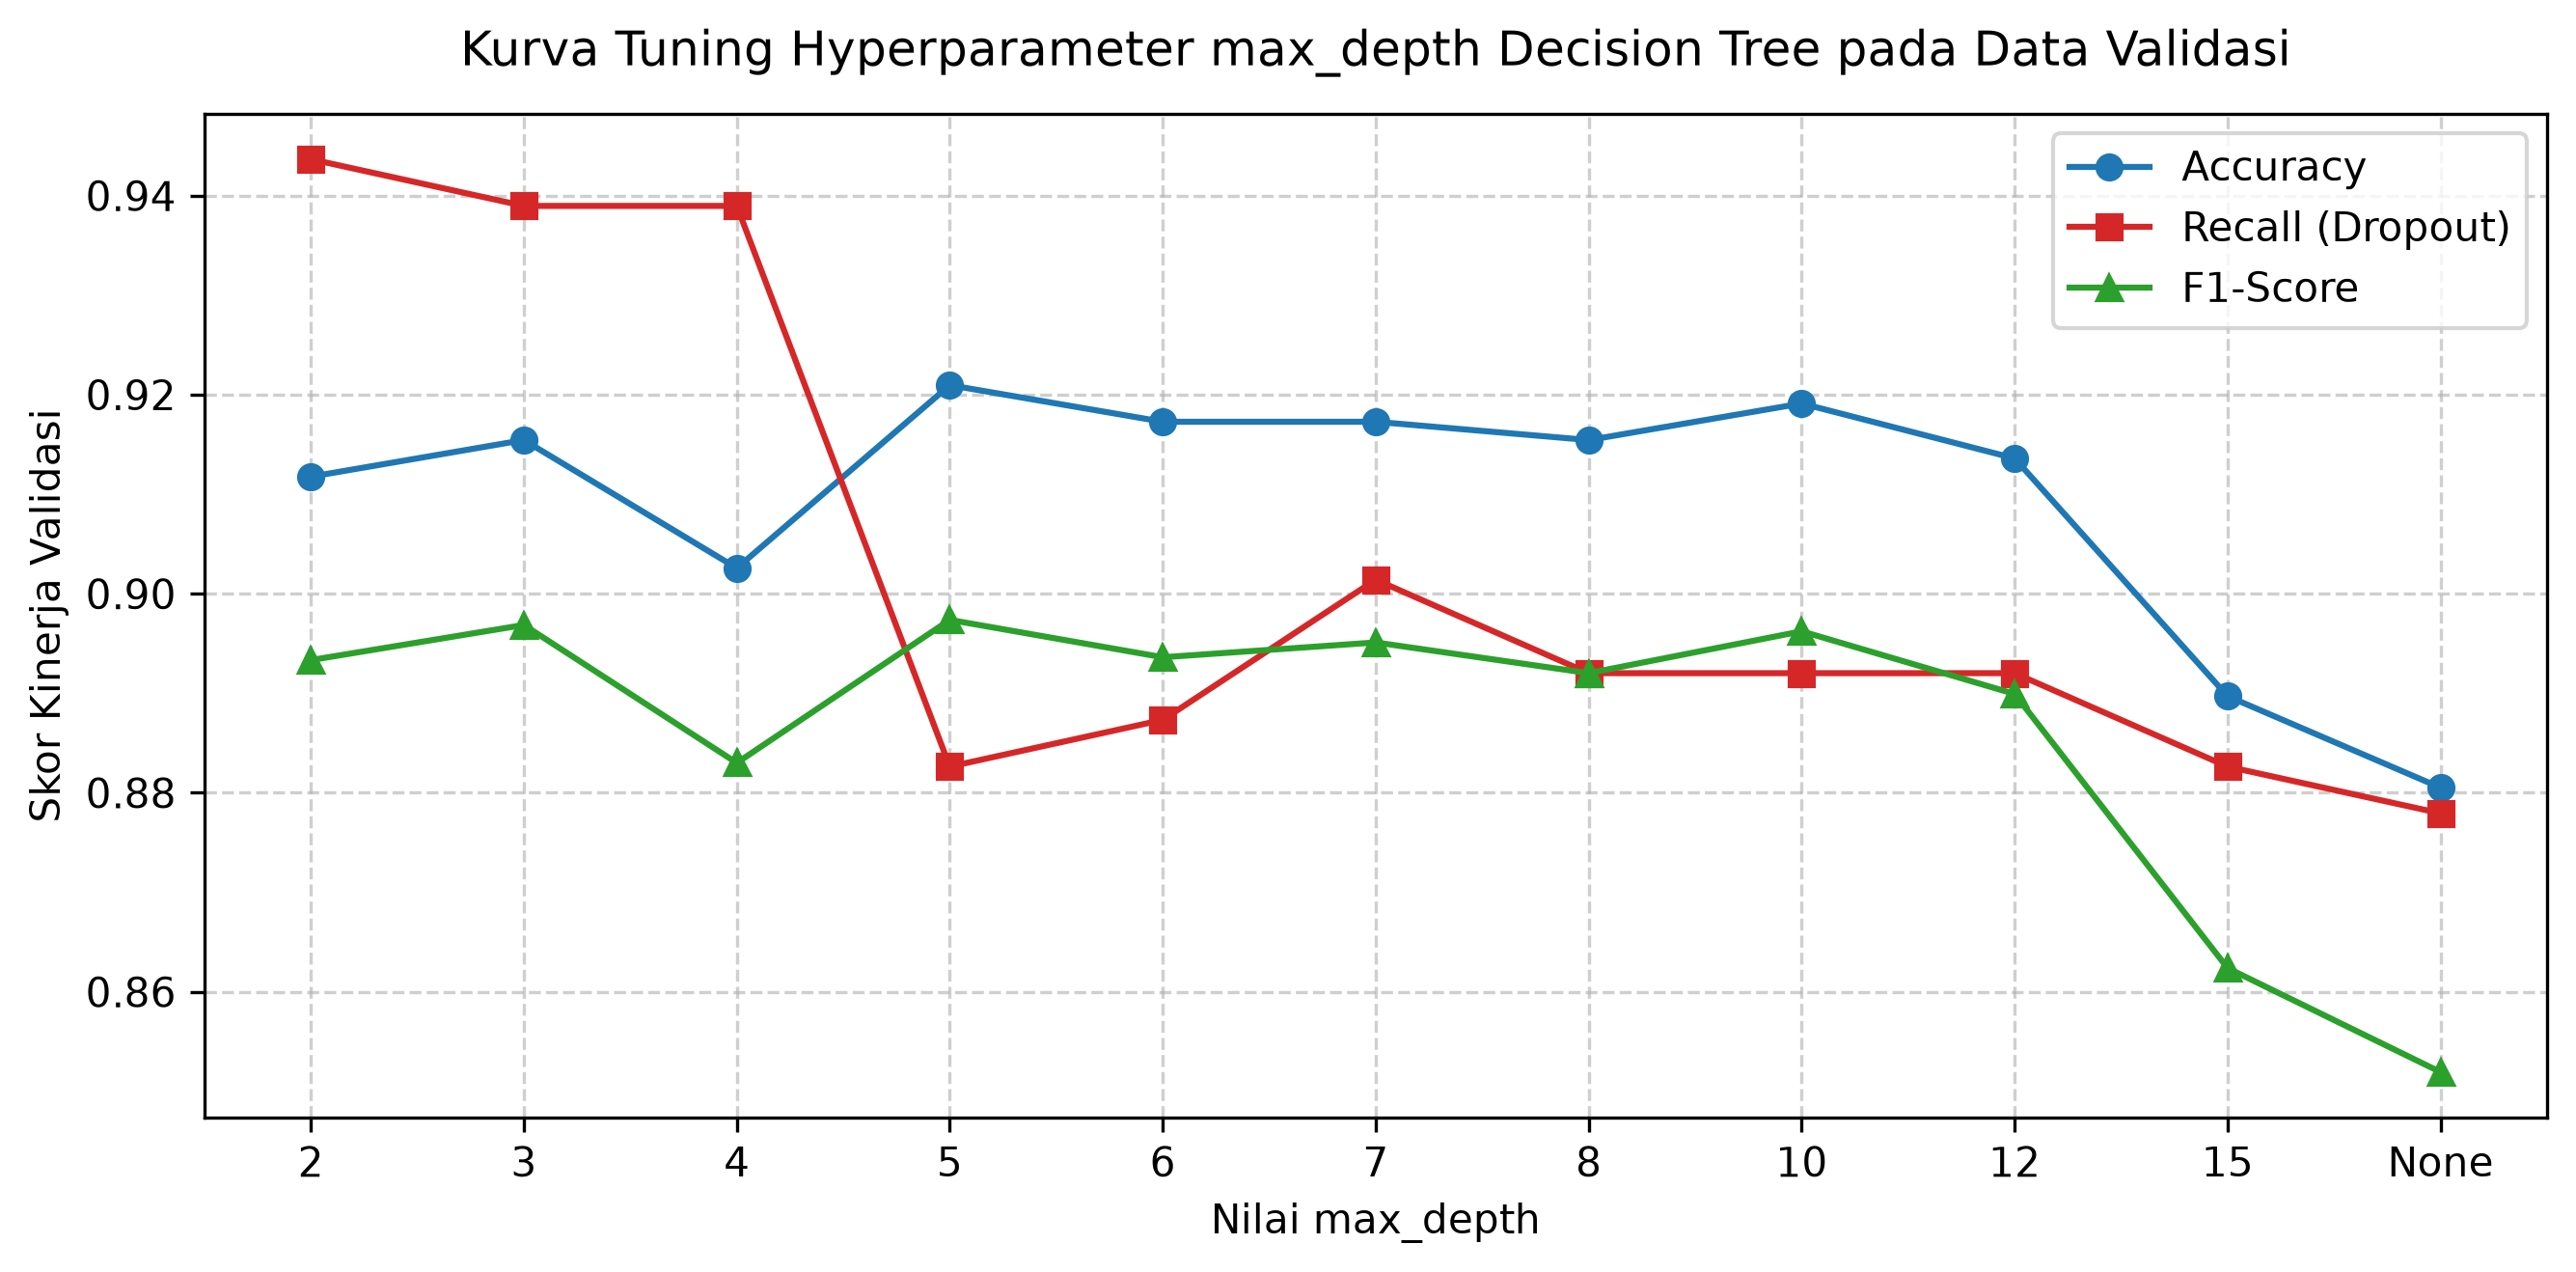 Kurva Tuning Hyperparameter max_depth Decision Tree pada Data Validasi
Accuracy
Recall (Dropout)
F1-Score
Skor Kinerja Validasi
0.94
0.92
0.90
0.88
0.86
2 3 4 5 6 7 8 10 12 15 None
Nilai max_depth